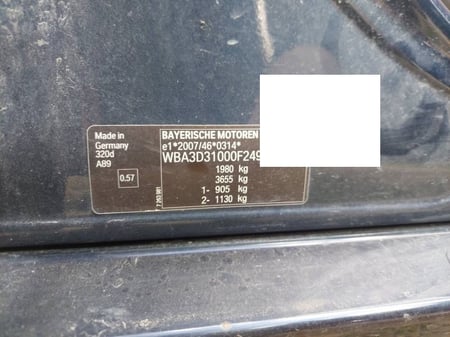 Made in
Germany
320d
A89
0.57
BAYERISCHE MOTOREN
e1*2007/46*0314*
WBA3D31000F249
1980 kg
3655 kg
1- 905 kg
2- 1130 kg